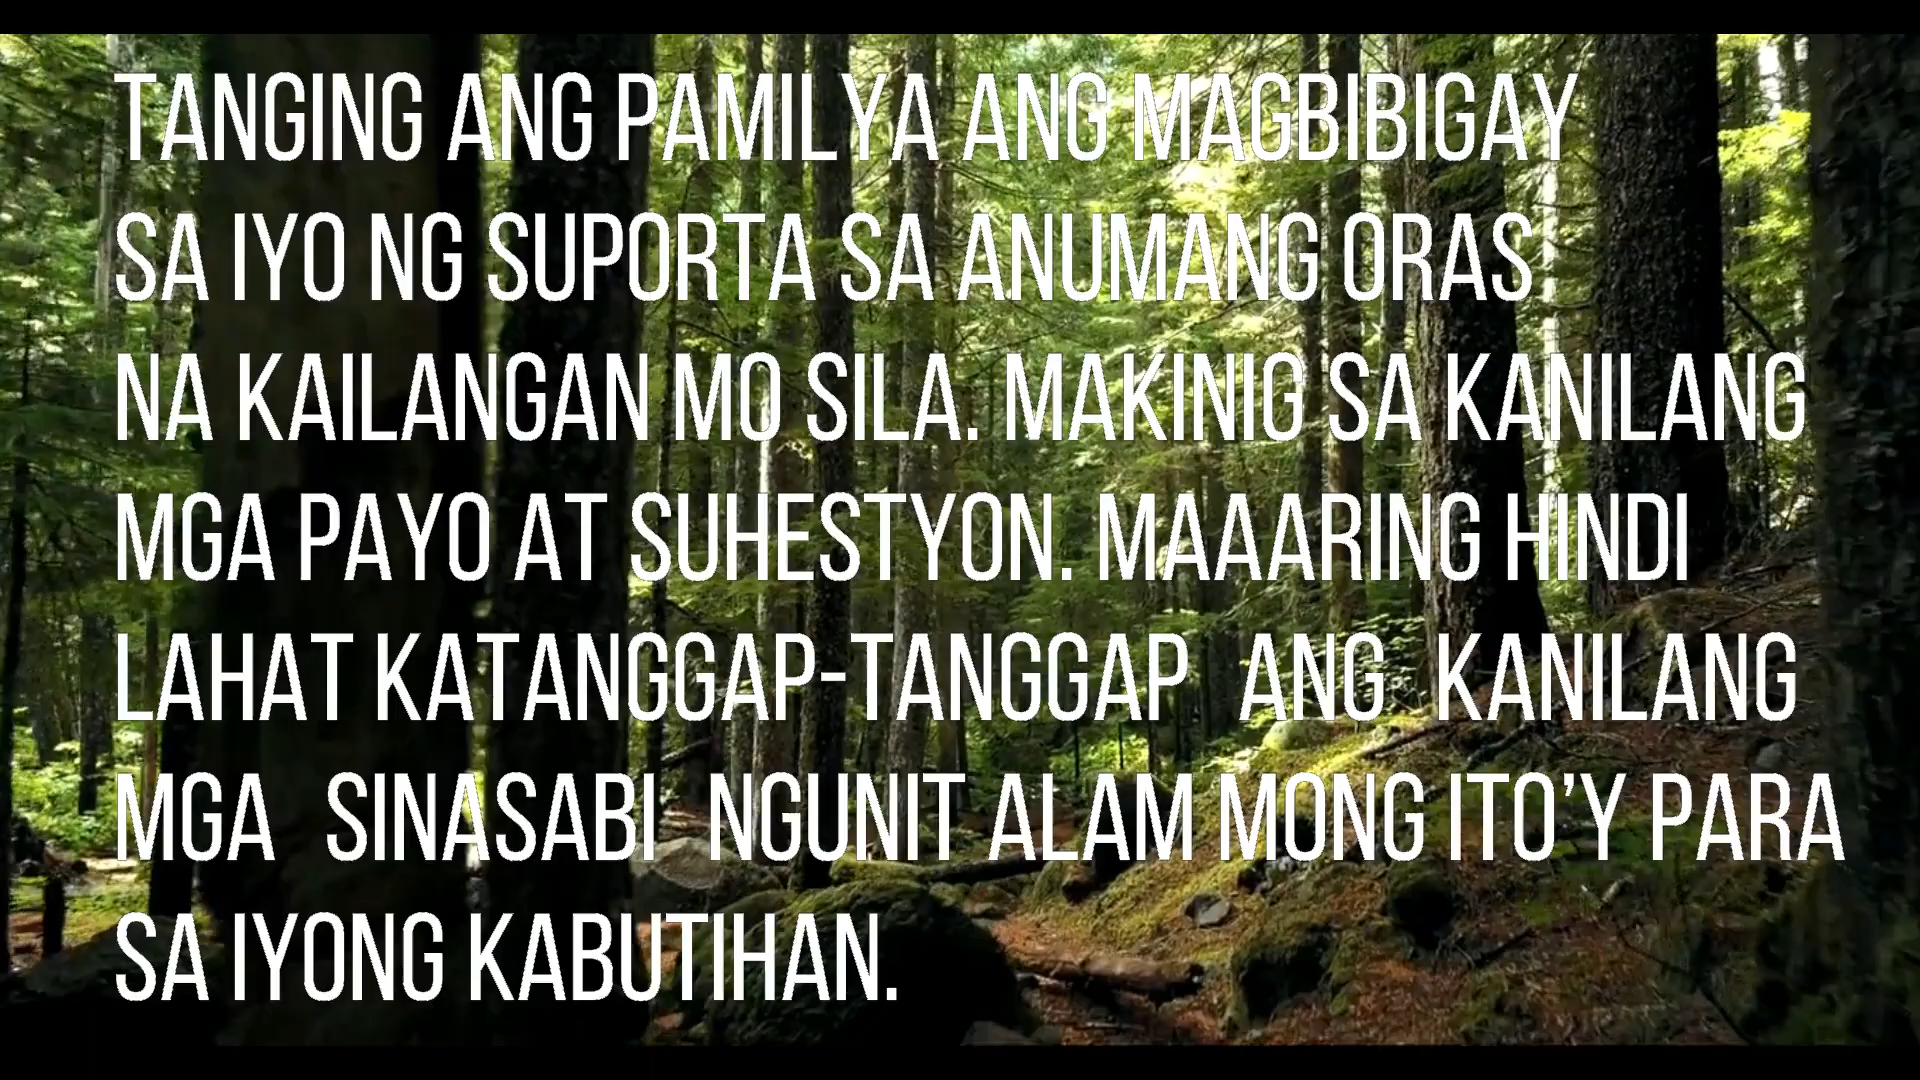 TANGING ANG PAMILYA ANG MAGBIBIGAY
SA IYO NG SUPORTA SA ANUMANG ORAS
NA KAILANGAN MO SILA. MAKINIG SA KANILANG
MGA PAYO AT SUHESTYON. MAAARING HINDI
LAHAT KATANGGAP-TANGGAP ANG KANILANG
MGA SINASABI NGUNIT ALAM MONG ITO’Y PARA
SA IYONG KABUTIHAN.